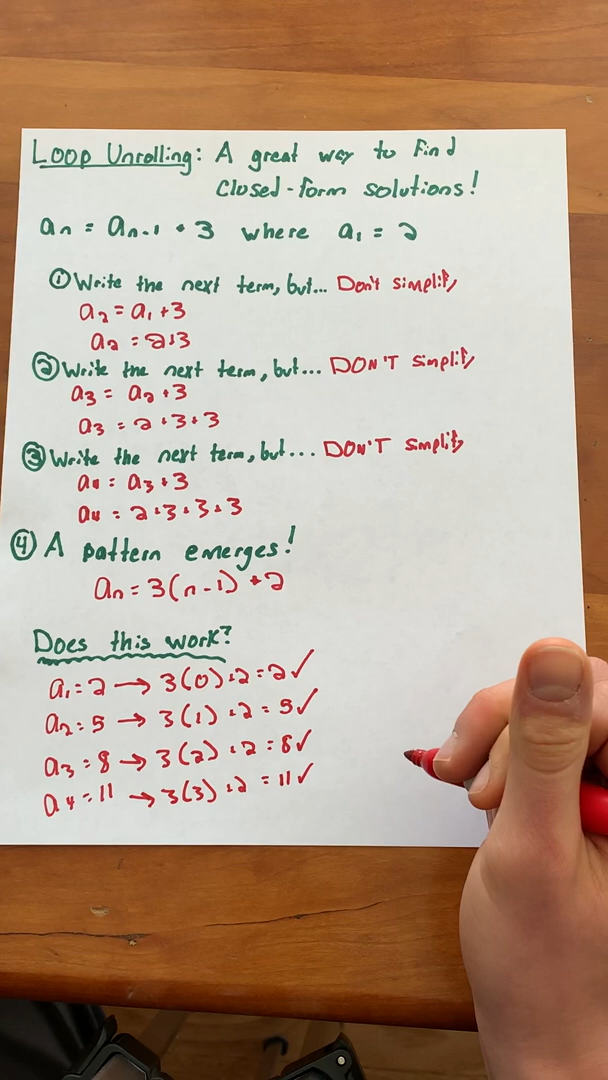 Loop Unrolling: A great way to find
closed-form solutions!
aₙ = aₙ₋₁ + 3 where a₁ = 2
① Write the next term, but... Don't simplify
a₂ = a₁ + 3
a₂ = 2+3
② Write the next term, but... DON'T simplify
a₃ = a₂ + 3
a₃ = 2 + 3 + 3
③ Write the next term, but... DON'T simplify
a₄ = a₃ + 3
a₄ = 2 + 3 + 3 + 3
④ A pattern emerges!
aₙ = 3(n-1) + 2
Does this work?
a₁ = 2 → 3(0) + 2 = 2 ✓
a₂ = 5 → 3(1) + 2 = 5 ✓
a₃ = 8 → 3(2) + 2 = 8 ✓
a₄ = 11 → 3(3) + 2 = 11 ✓